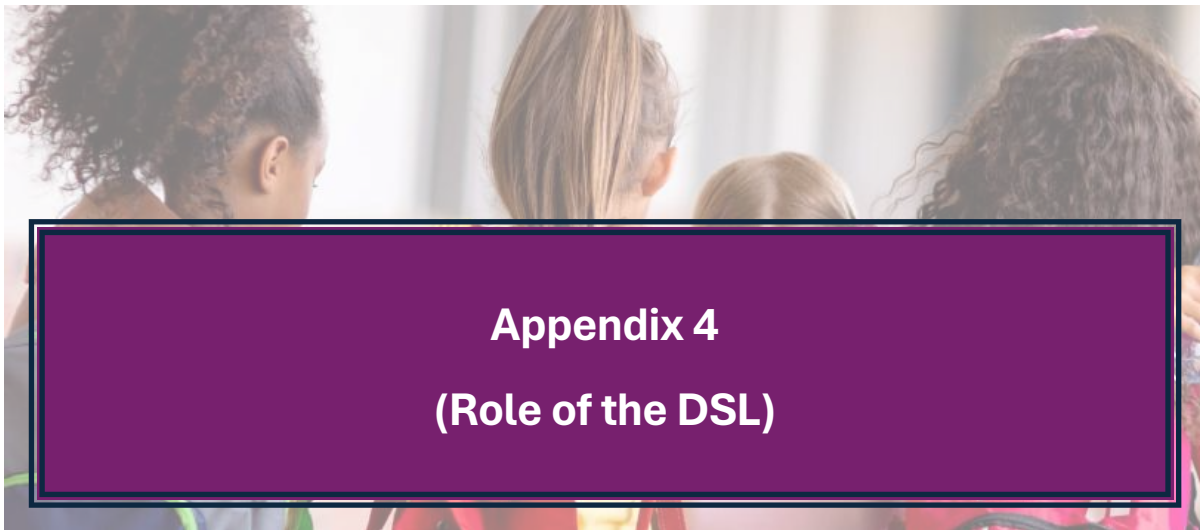 Appendix 4
(Role of the DSL)